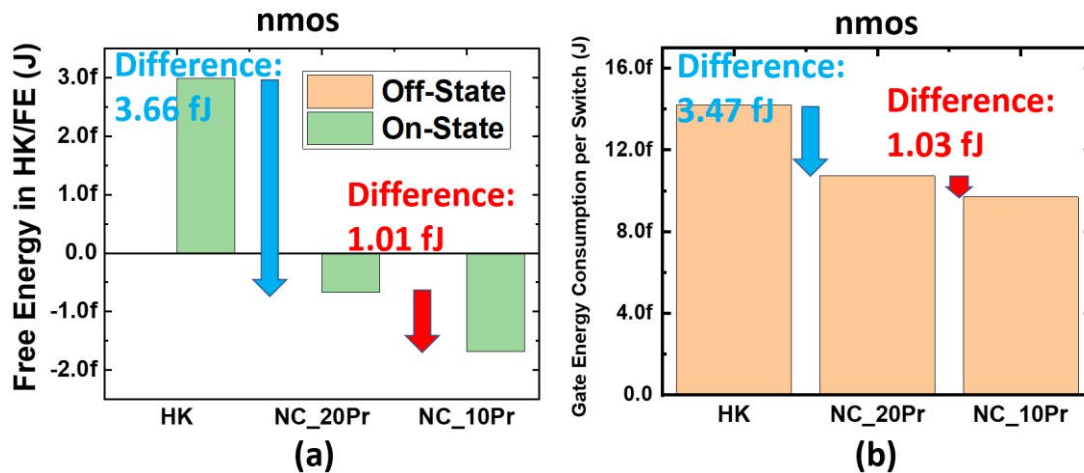 nmos
Free Energy in HK/FE (J)
3.0f
2.0f
1.0f
0.0
-1.0f
-2.0f
Difference:
3.66 fJ
Off-State
On-State
Difference:
1.01 fJ
HK
NC_20Pr
NC_10Pr
(a)
nmos
Gate Energy Consumption per Switch (J)
16.0f
12.0f
8.0f
4.0f
0.0
Difference:
3.47 fJ
Difference:
1.03 fJ
HK
NC_20Pr
NC_10Pr
(b)